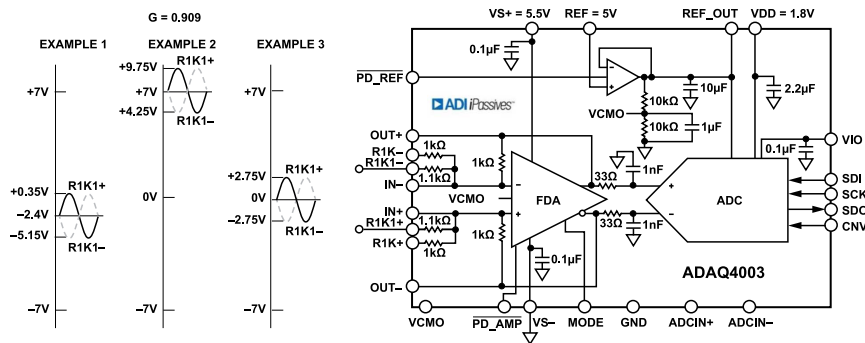 G = 0.909
EXAMPLE 1
EXAMPLE 2
EXAMPLE 3
+7V
+0.35V
R1K1+
–2.4V
–5.15V
R1K1–
–7V
+9.75V
R1K1+
+7V
+4.25V
R1K1–
0V
–7V
+7V
+2.75V
R1K1+
0V
–2.75V
R1K1–
–7V
VS+ = 5.5V
REF = 5V
REF_OUT
VDD = 1.8V
0.1µF
PD_REF
10kΩ
10µF
2.2µF
ADI iPassives™
VCMO
10kΩ
1µF
VIO
0.1µF
OUT+
R1K–
1kΩ
R1K1–
1.1kΩ
IN–
1kΩ
VCMO
FDA
33Ω
1nF
ADC
SDI
SCK
SDO
CNV
IN+
R1K1+
1.1kΩ
R1K+
1kΩ
1kΩ
33Ω
1nF
0.1µF
OUT–
ADAQ4003
VCMO
PD_AMP
VS–
MODE
GND
ADCIN+
ADCIN–